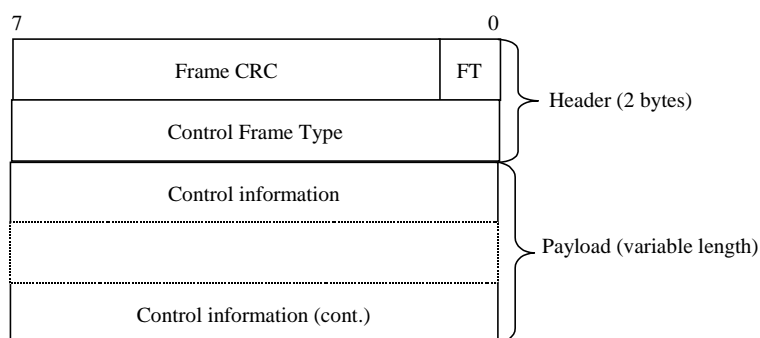 7 0
Frame CRC FT
Header (2 bytes)
Control Frame Type
Control information
Payload (variable length)
Control information (cont.)